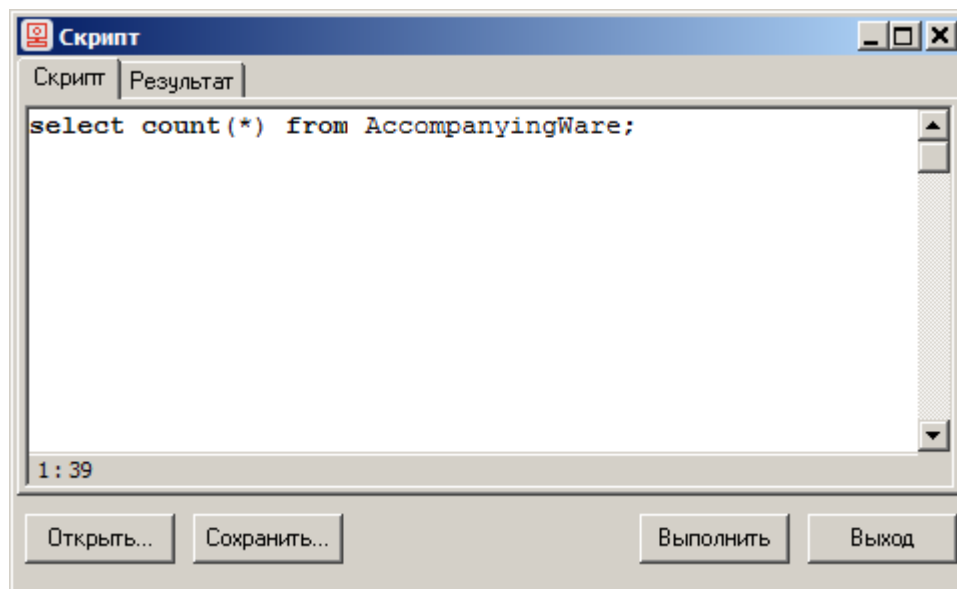 Скрипт
Скрипт Результат
select count(*) from AccompanyingWare;
1:39
Открыть... Сохранить... Выполнить Выход